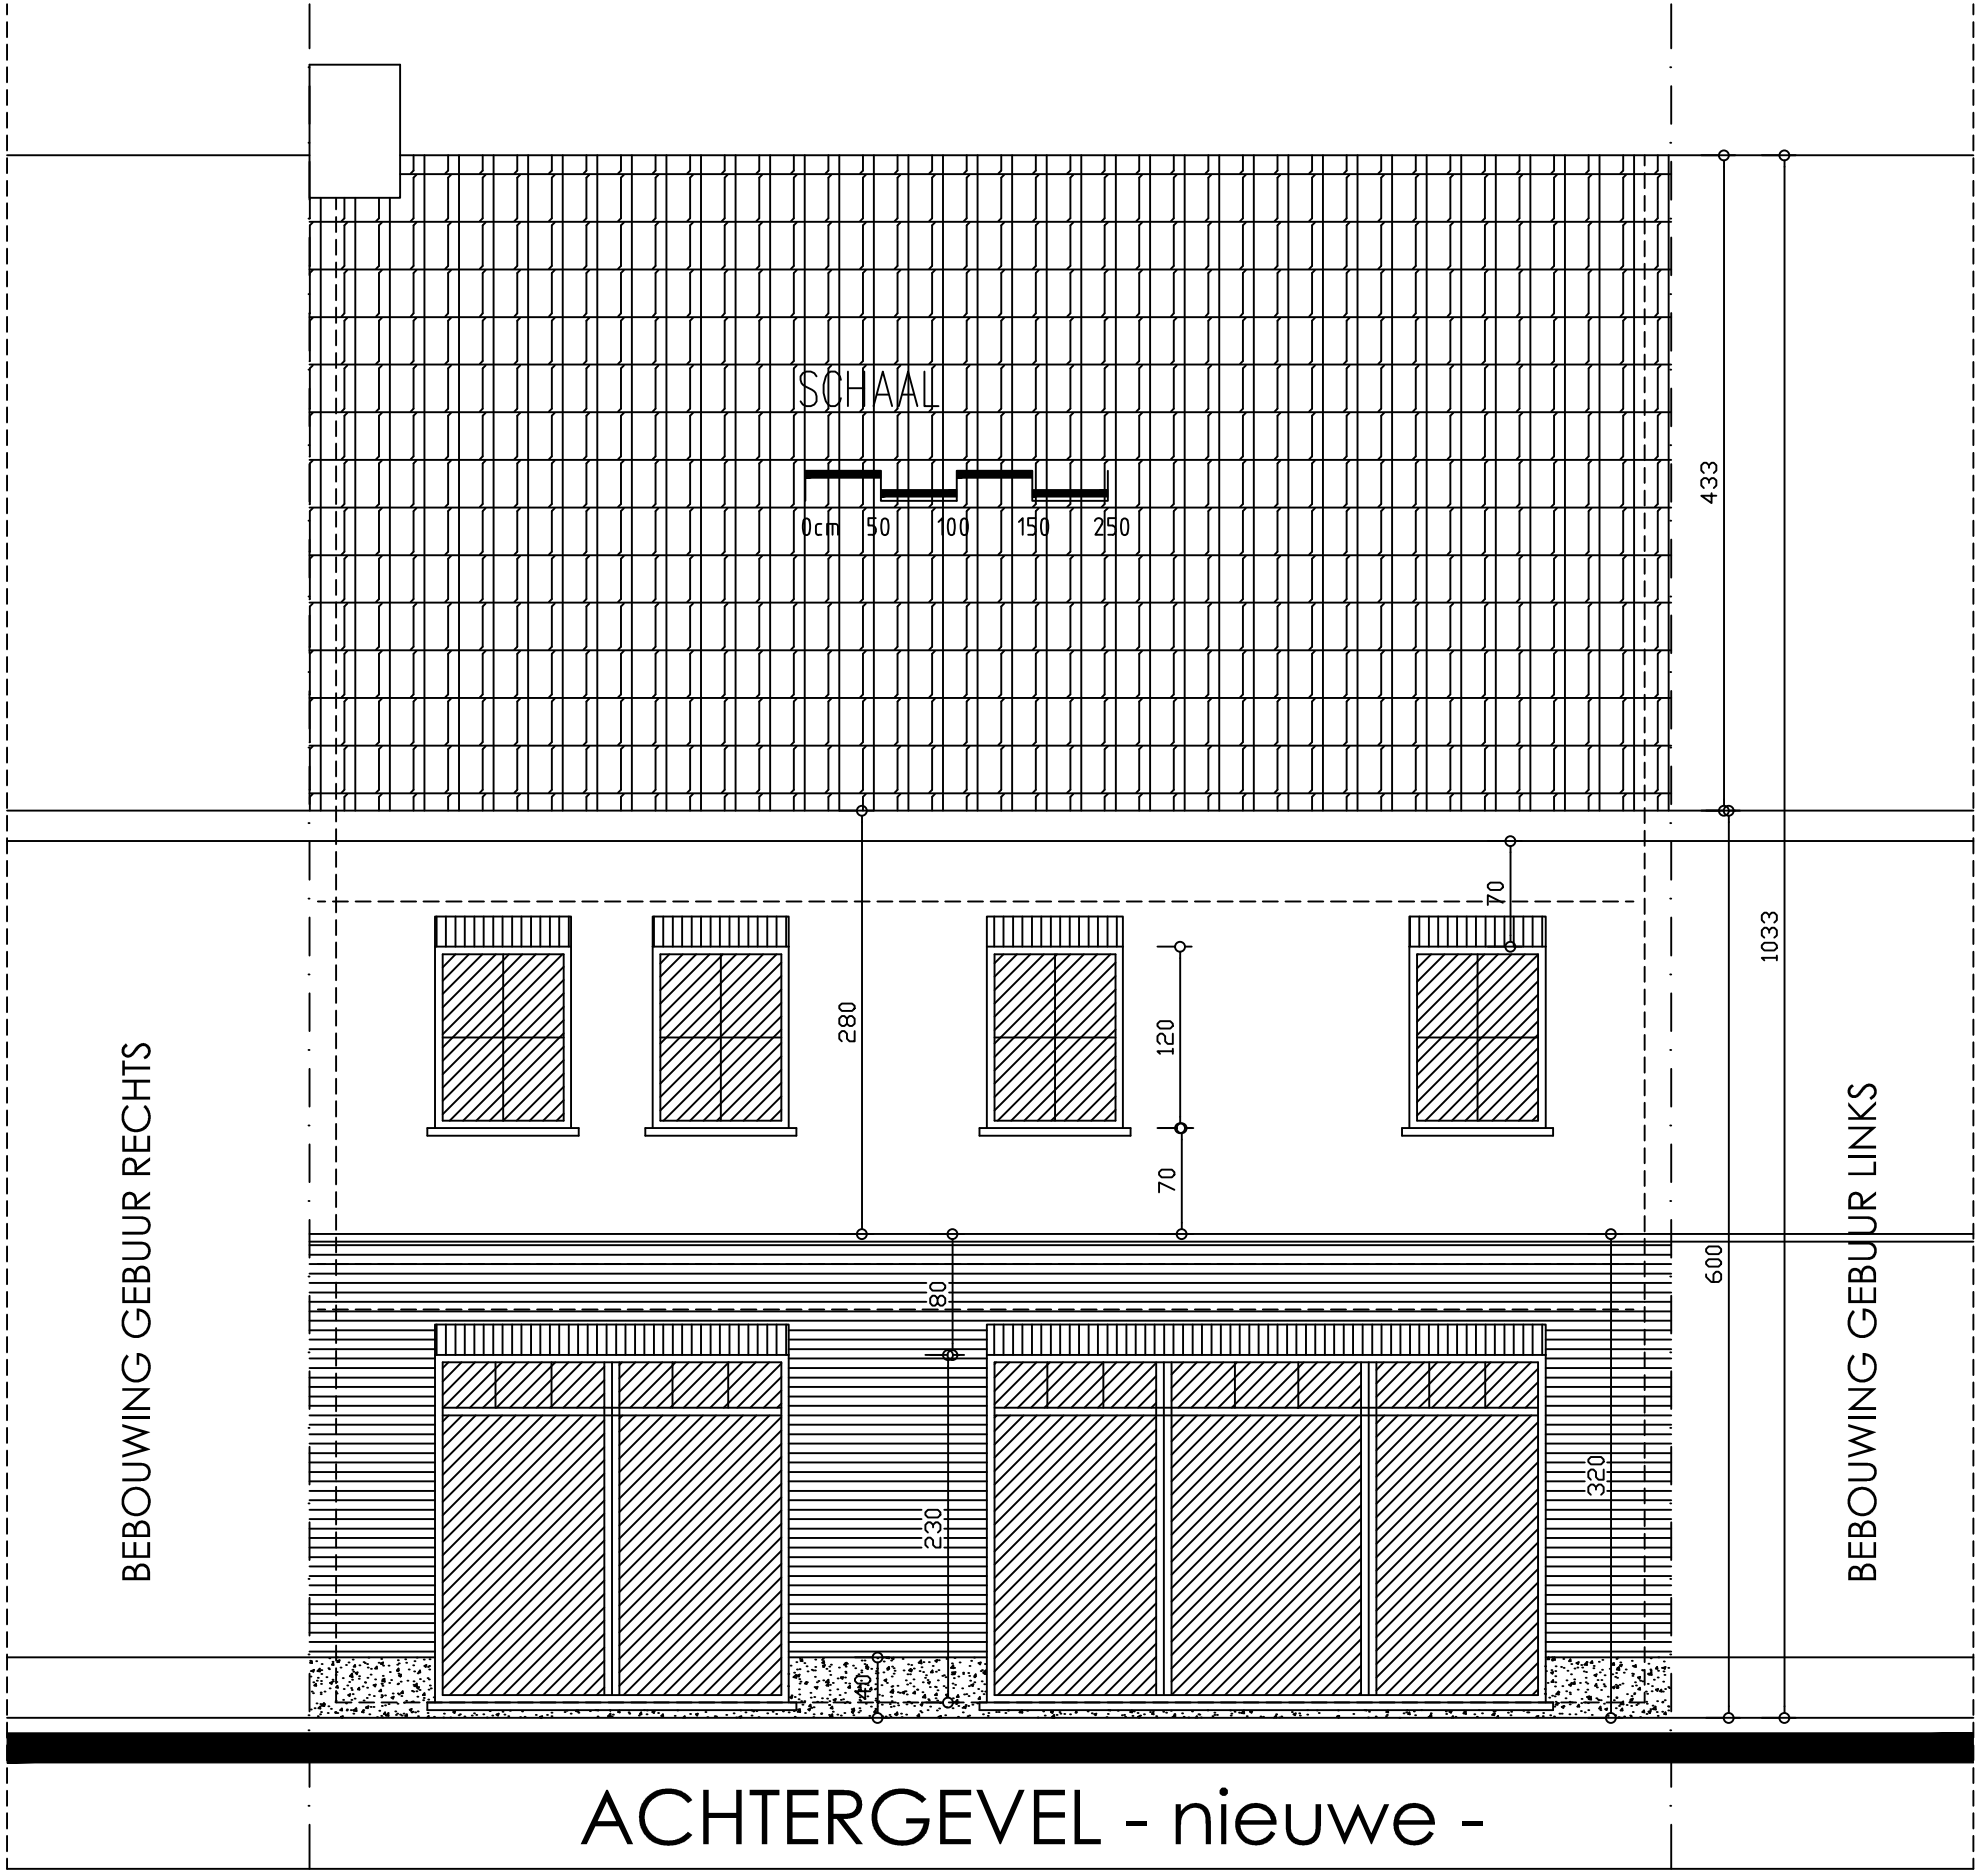 SCHAAL
0cm 50 100 150 250
433
70
1033
280
120
70
BEBOUWING GEBUUR RECHTS
BEBOUWING GEBUUR LINKS
600
80
320
230
40
ACHTERGEVEL - nieuwe -